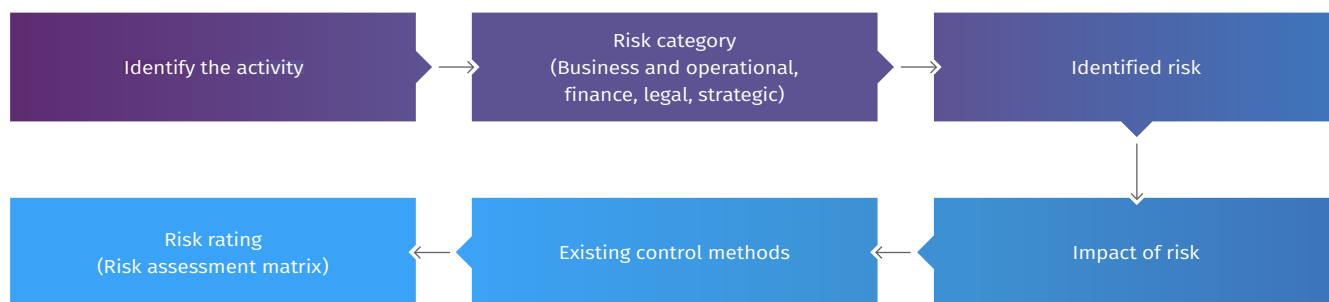 Identify the activity
Risk category
(Business and operational,
finance, legal, strategic)
Identified risk
Impact of risk
Existing control methods
Risk rating
(Risk assessment matrix)